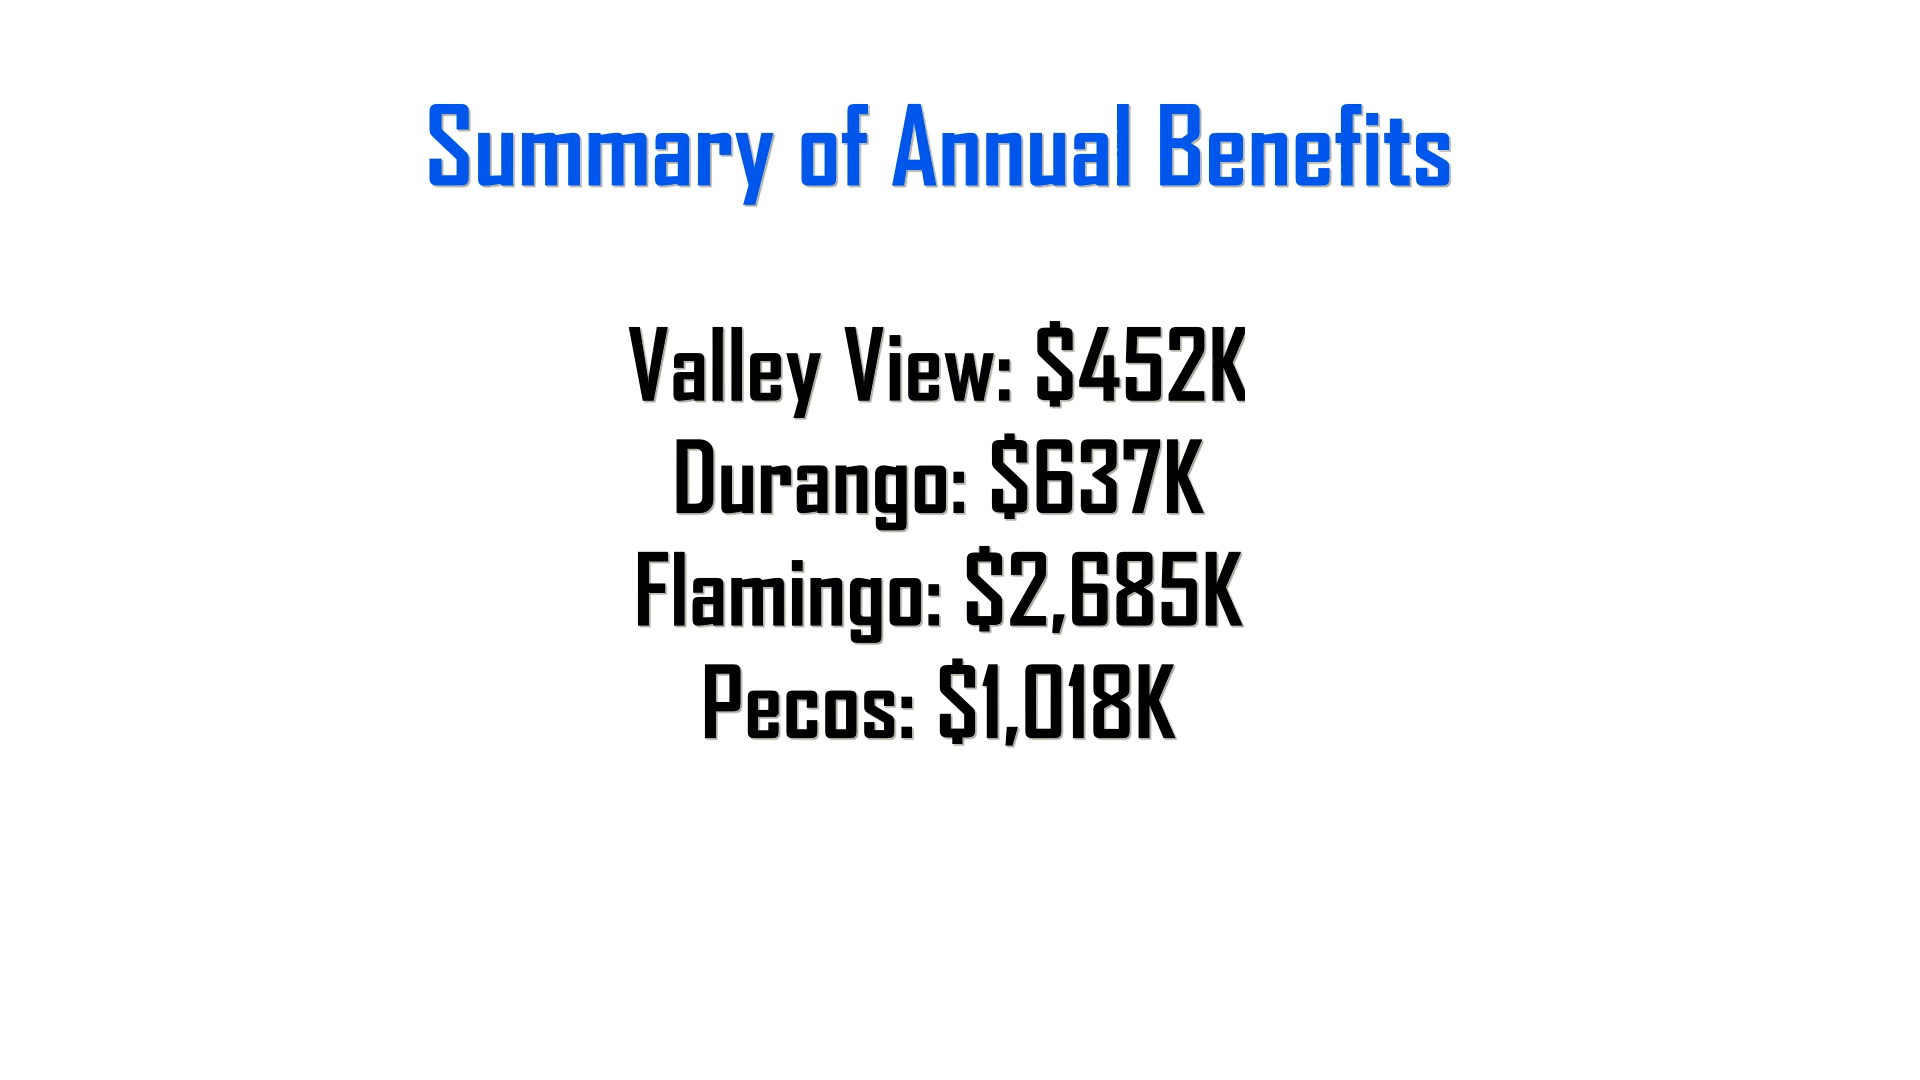 Summary of Annual Benefits
Valley View: $452K
Durango: $637K
Flamingo: $2,685K
Pecos: $1,018K